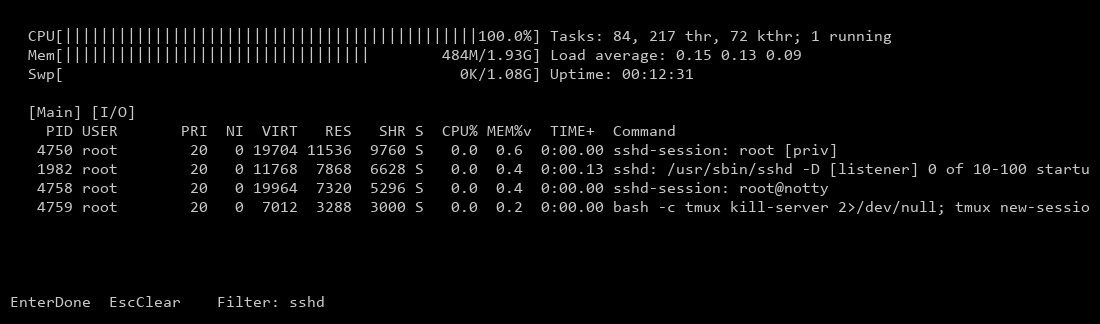 CPU[||||||||||||||||||||||||||||||||||||||||||||||100.0%] Tasks: 84, 217 thr, 72 kthr; 1 running
Mem[||||||||||||||||||||||||||||||||||        484M/1.93G] Load average: 0.15 0.13 0.09
Swp[                                            0K/1.08G] Uptime: 00:12:31
[Main] [I/O]
PID USER       PRI  NI  VIRT   RES   SHR S  CPU% MEM%v  TIME+  Command
4750 root        20   0 19704 11536  9760 S   0.0  0.6  0:00.00 sshd-session: root [priv]
1982 root        20   0 11768  7868  6628 S   0.0  0.4  0:00.13 sshd: /usr/sbin/sshd -D [listener] 0 of 10-100 startu
4758 root        20   0 19964  7320  5296 S   0.0  0.4  0:00.00 sshd-session: root@notty
4759 root        20   0  7012  3288  3000 S   0.0  0.2  0:00.00 bash -c tmux kill-server 2>/dev/null; tmux new-sessio
EnterDone  EscClear    Filter: sshd